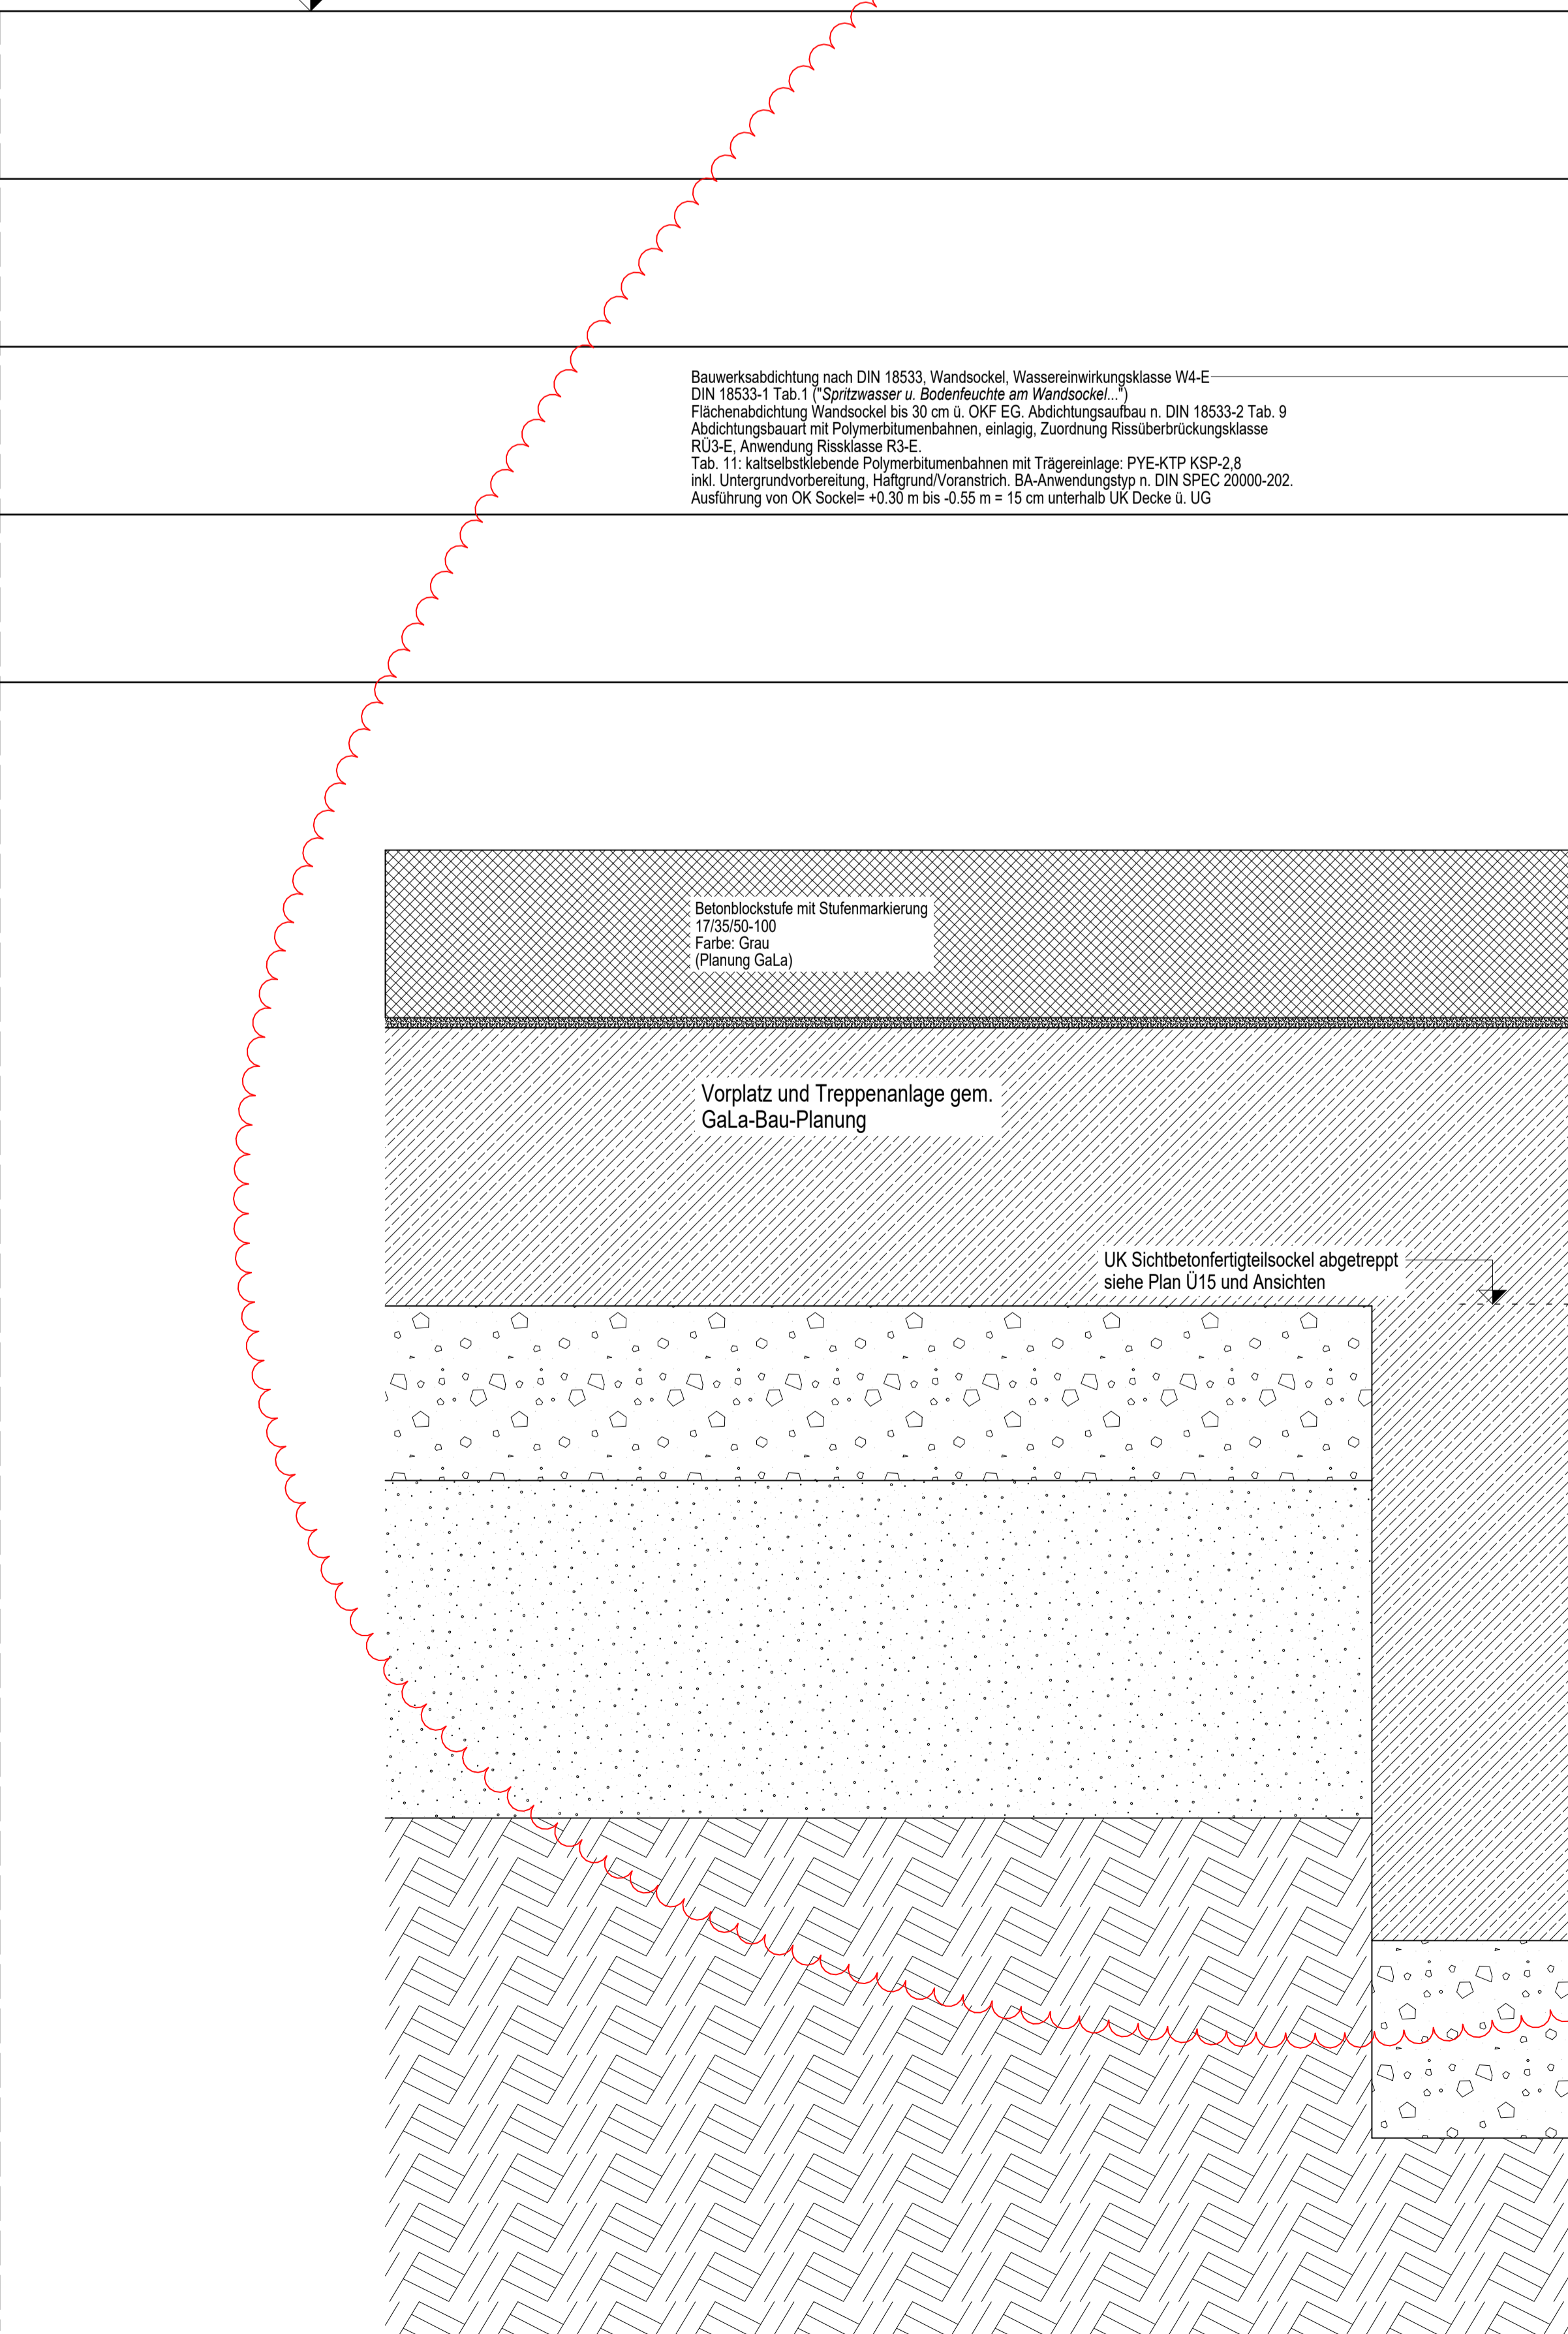 Bauwerksabdichtung nach DIN 18533, Wandsockel, Wassereinwirkungsklasse W4-E
DIN 18533-1 Tab.1 ("Spritzwasser u. Bodenfeuchte am Wandsockel...")
Flächenabdichtung Wandsockel bis 30 cm ü. OKF EG. Abdichtungsaufbau n. DIN 18533-2 Tab. 9
Abdichtungsbauart mit Polymerbitumenbahnen, einlagig, Zuordnung Rissüberbrückungsklasse
RÜ3-E, Anwendung Rissklasse R3-E.
Tab. 11: kaltselbstklebende Polymerbitumenbahnen mit Trägereinlage: PYE-KTP KSP-2,8
inkl. Untergrundvorbereitung, Haftgrund/Voranstrich. BA-Anwendungstyp n. DIN SPEC 20000-202.
Ausführung von OK Sockel= +0.30 m bis -0.55 m = 15 cm unterhalb UK Decke ü. UG
Betonblockstufe mit Stufenmarkierung
17/35/50-100
Farbe: Grau
(Planung GaLa)
Vorplatz und Treppenanlage gem.
GaLa-Bau-Planung
UK Sichtbetonfertigteilsockel abgetreppt
siehe Plan Ü15 und Ansichten